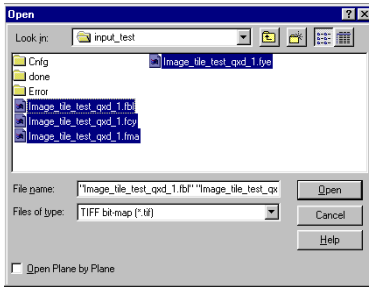 Open
Look in: input_test
Cnfg
done
Error
Image_tile_test_qxd_1.fbl
Image_tile_test_qxd_1.fcy
Image_tile_test_qxd_1.fma
Image_tile_test_qxd_1.fye
File name: "Image_tile_test_qxd_1.fbl" "Image_tile_test_qx
Open
Files of type: TIFF bit-map (*.tif)
Cancel
Help
Open Plane by Plane